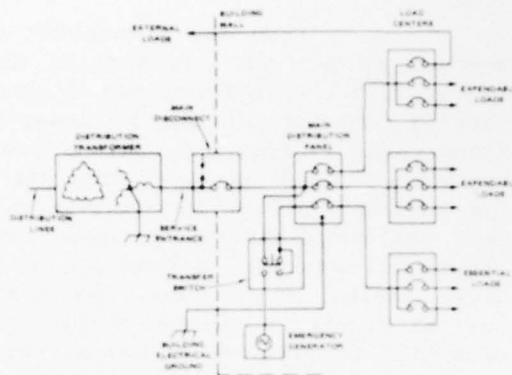 BUILDING
WALL
LOAD
CENTERS
EXTERNAL
LOADS
MAIN
DISCONNECT
EXPENDABLE
LOADS
DISTRIBUTION
TRANSFORMER
MAIN
DISTRIBUTION
PANEL
EXPENDABLE
LOADS
DISTRIBUTION
LINES
SERVICE
ENTRANCE
TRANSFER
SWITCH
ESSENTIAL
LOADS
BUILDING
ELECTRICAL
GROUND
EMERGENCY
GENERATOR